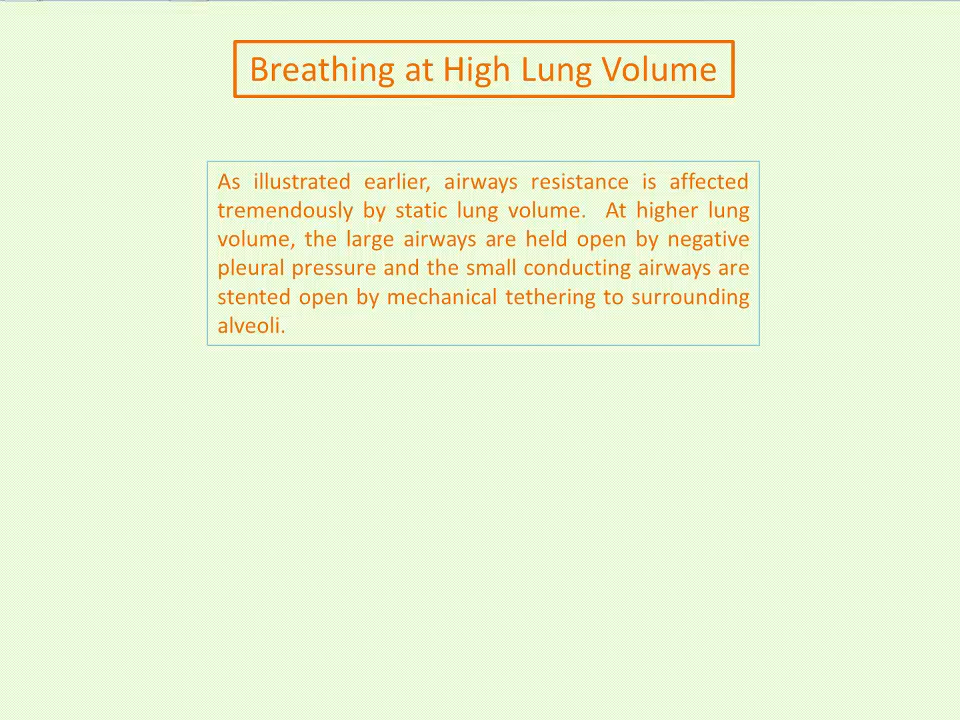 Breathing at High Lung Volume
As illustrated earlier, airways resistance is affected
tremendously by static lung volume.  At higher lung
volume, the large airways are held open by negative
pleural pressure and the small conducting airways are
stented open by mechanical tethering to surrounding
alveoli.